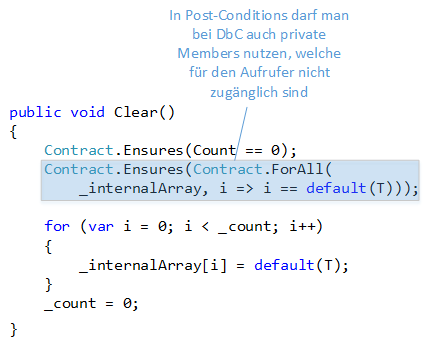 In Post-Conditions darf man
bei DbC auch private
Members nutzen, welche
für den Aufrufer nicht
zugänglich sind
public void Clear()
{
    Contract.Ensures(Count == 0);
    Contract.Ensures(Contract.ForAll(
        _internalArray, i => i == default(T)));
    for (var i = 0; i < _count; i++)
    {
        _internalArray[i] = default(T);
    }
    _count = 0;
}